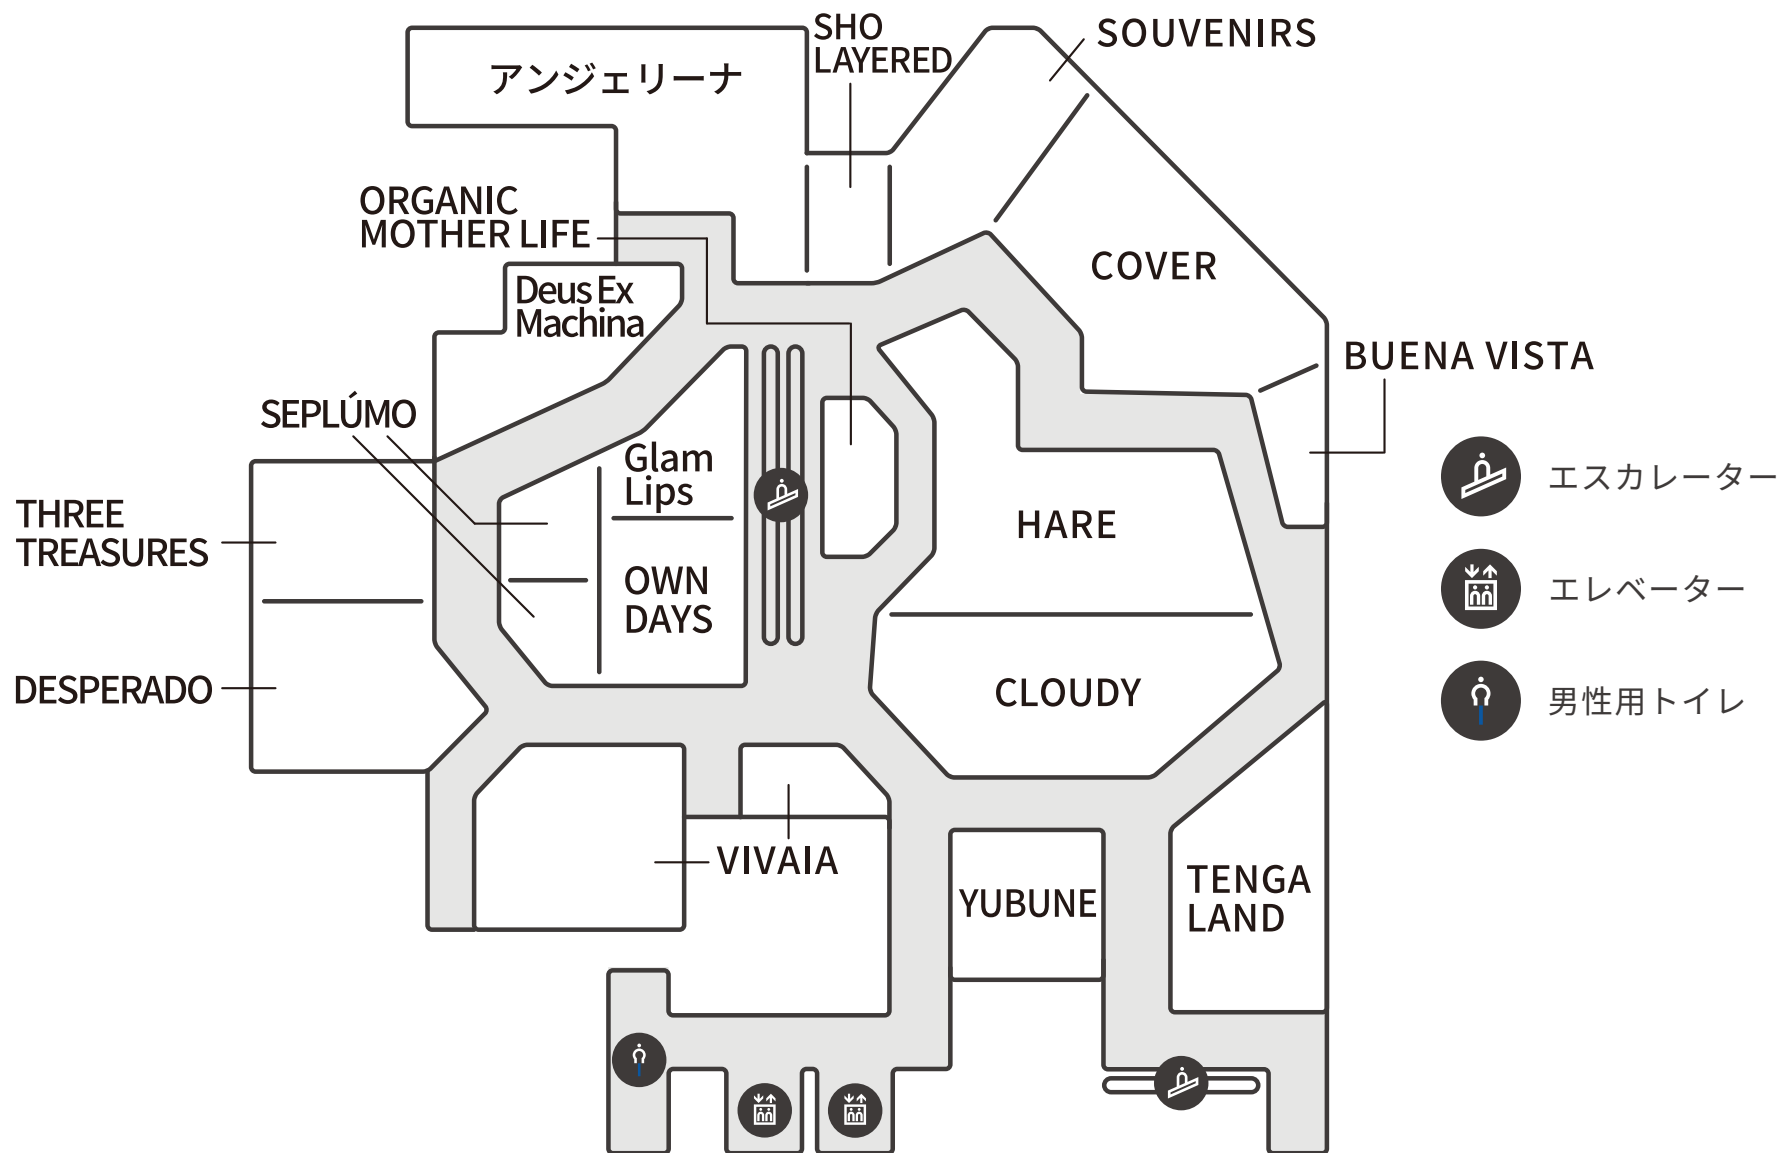 アンジェリーナ
SHO
LAYERED
SOUVENIRS
ORGANIC
MOTHER LIFE
Deus Ex
Machina
COVER
BUENA VISTA
SEPLÚMO
Glam
Lips
THREE
TREASURES
HARE
OWN
DAYS
DESPERADO
CLOUDY
VIVAIA
YUBUNE
TENGA
LAND
エスカレーター
エレベーター
男性用トイレ